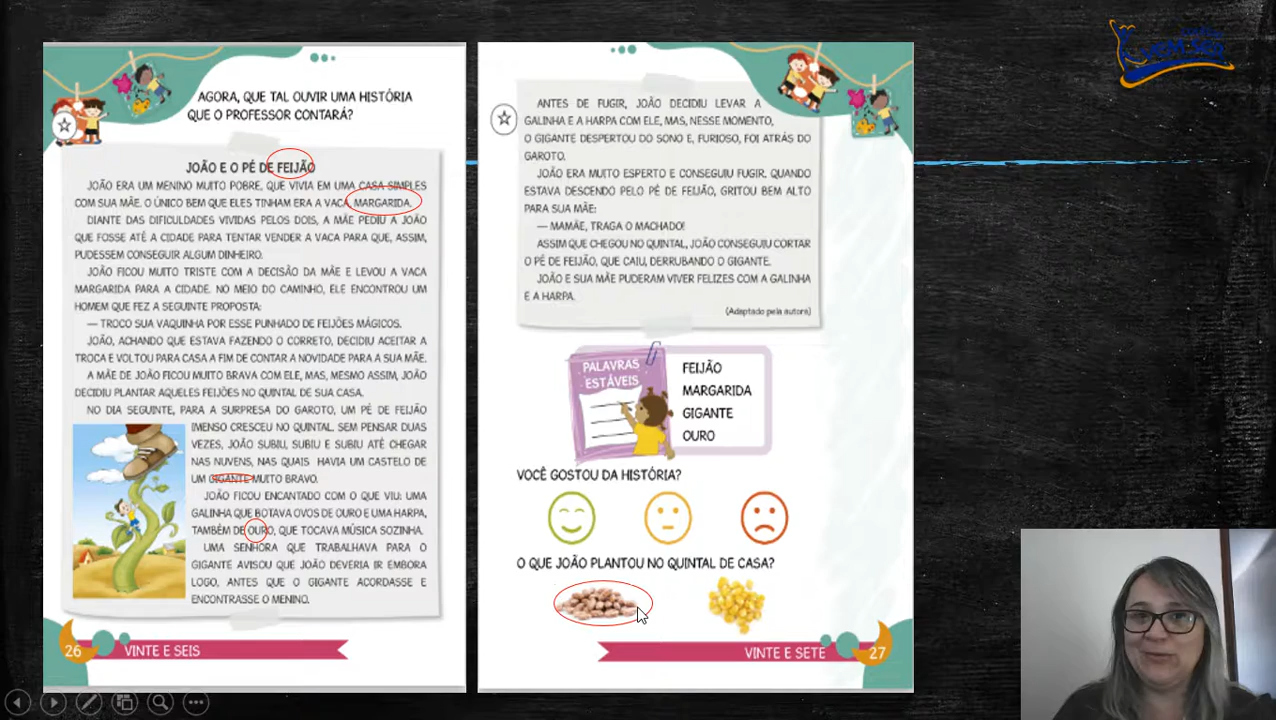 AGORA, QUE TAL OUVIR UMA HISTÓRIA
QUE O PROFESSOR CONTARÁ?
JOÃO E O PÉ DE FEIJÃO
JOÃO ERA UM MENINO MUITO POBRE, QUE VIVIA EM UMA CASA SIMPLES
COM SUA MÃE. O ÚNICO BEM QUE ELES TINHAM ERA A VACA MARGARIDA.
DIANTE DAS DIFICULDADES VIVIDAS PELOS DOIS, A MÃE PEDIU A JOÃO
QUE FOSSE ATÉ A CIDADE PARA TENTAR VENDER A VACA PARA QUE, ASSIM,
PUDESSEM CONSEGUIR ALGUM DINHEIRO.
JOÃO FICOU MUITO TRISTE COM A DECISÃO DA MÃE E LEVOU A VACA
MARGARIDA PARA A CIDADE. NO MEIO DO CAMINHO, ELE ENCONTROU UM
HOMEM QUE FEZ A SEGUINTE PROPOSTA:
— TROCO SUA VAQUINHA POR ESSE PUNHADO DE FEIJÕES MÁGICOS.
JOÃO, ACHANDO QUE ESTAVA FAZENDO O CORRETO, DECIDIU ACEITAR A
TROCA E VOLTOU PARA CASA A FIM DE CONTAR A NOVIDADE PARA A SUA MÃE.
A MÃE DE JOÃO FICOU MUITO BRAVA COM ELE, MAS, MESMO ASSIM, JOÃO
DECIDIU PLANTAR AQUELES FEIJÕES NO QUINTAL DE SUA CASA.
NO DIA SEGUINTE, PARA A SURPRESA DO GAROTO, UM PÉ DE FEIJÃO
IMENSO CRESCEU NO QUINTAL. SEM PENSAR DUAS
VEZES, JOÃO SUBIU, SUBIU E SUBIU ATÉ CHEGAR
NAS NUVENS, NAS QUAIS HAVIA UM CASTELO DE
UM GIGANTE MUITO BRAVO.
JOÃO FICOU ENCANTADO COM O QUE VIU: UMA
GALINHA QUE BOTAVA OVOS DE OURO E UMA HARPA,
TAMBÉM DE OURO, QUE TOCAVA MÚSICA SOZINHA.
UMA SENHORA QUE TRABALHAVA PARA O
GIGANTE AVISOU QUE JOÃO DEVERIA IR EMBORA
LOGO, ANTES QUE O GIGANTE ACORDASSE E
ENCONTRASSE O MENINO.
26 VINTE E SEIS
ANTES DE FUGIR, JOÃO DECIDIU LEVAR A
GALINHA E A HARPA COM ELE, MAS, NESSE MOMENTO,
O GIGANTE DESPERTOU DO SONO E, FURIOSO, FOI ATRÁS DO
GAROTO.
JOÃO ERA MUITO ESPERTO E CONSEGUIU FUGIR. QUANDO
ESTAVA DESCENDO PELO PÉ DE FEIJÃO, GRITOU BEM ALTO
PARA SUA MÃE:
— MAMÃE, TRAGA O MACHADO!
ASSIM QUE CHEGOU NO QUINTAL, JOÃO CONSEGUIU CORTAR
O PÉ DE FEIJÃO, QUE CAIU, DERRUBANDO O GIGANTE.
JOÃO E SUA MÃE PUDERAM VIVER FELIZES COM A GALINHA
E A HARPA.
(Adaptado pela autora)
PALAVRAS
ESTÁVEIS
FEIJÃO
MARGARIDA
GIGANTE
OURO
VOCÊ GOSTOU DA HISTÓRIA?
O QUE JOÃO PLANTOU NO QUINTAL DE CASA?
VINTE E SETE 27